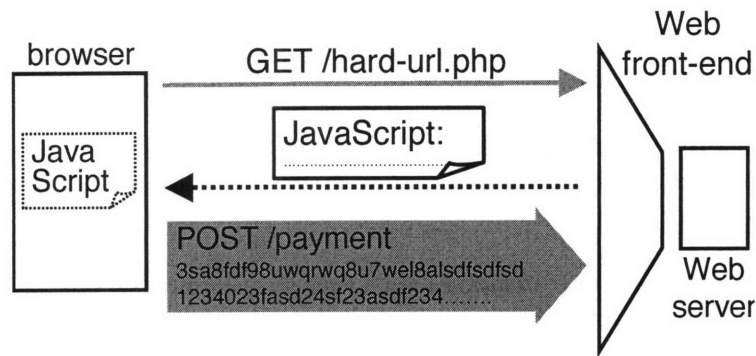 browser
Java
Script
GET /hard-url.php
JavaScript:
POST /payment
3sa8fdf98uwqrwq8u7wel8alsdfsdfsd
1234023fasd24sf23asdf234.......
Web
front-end
Web
server